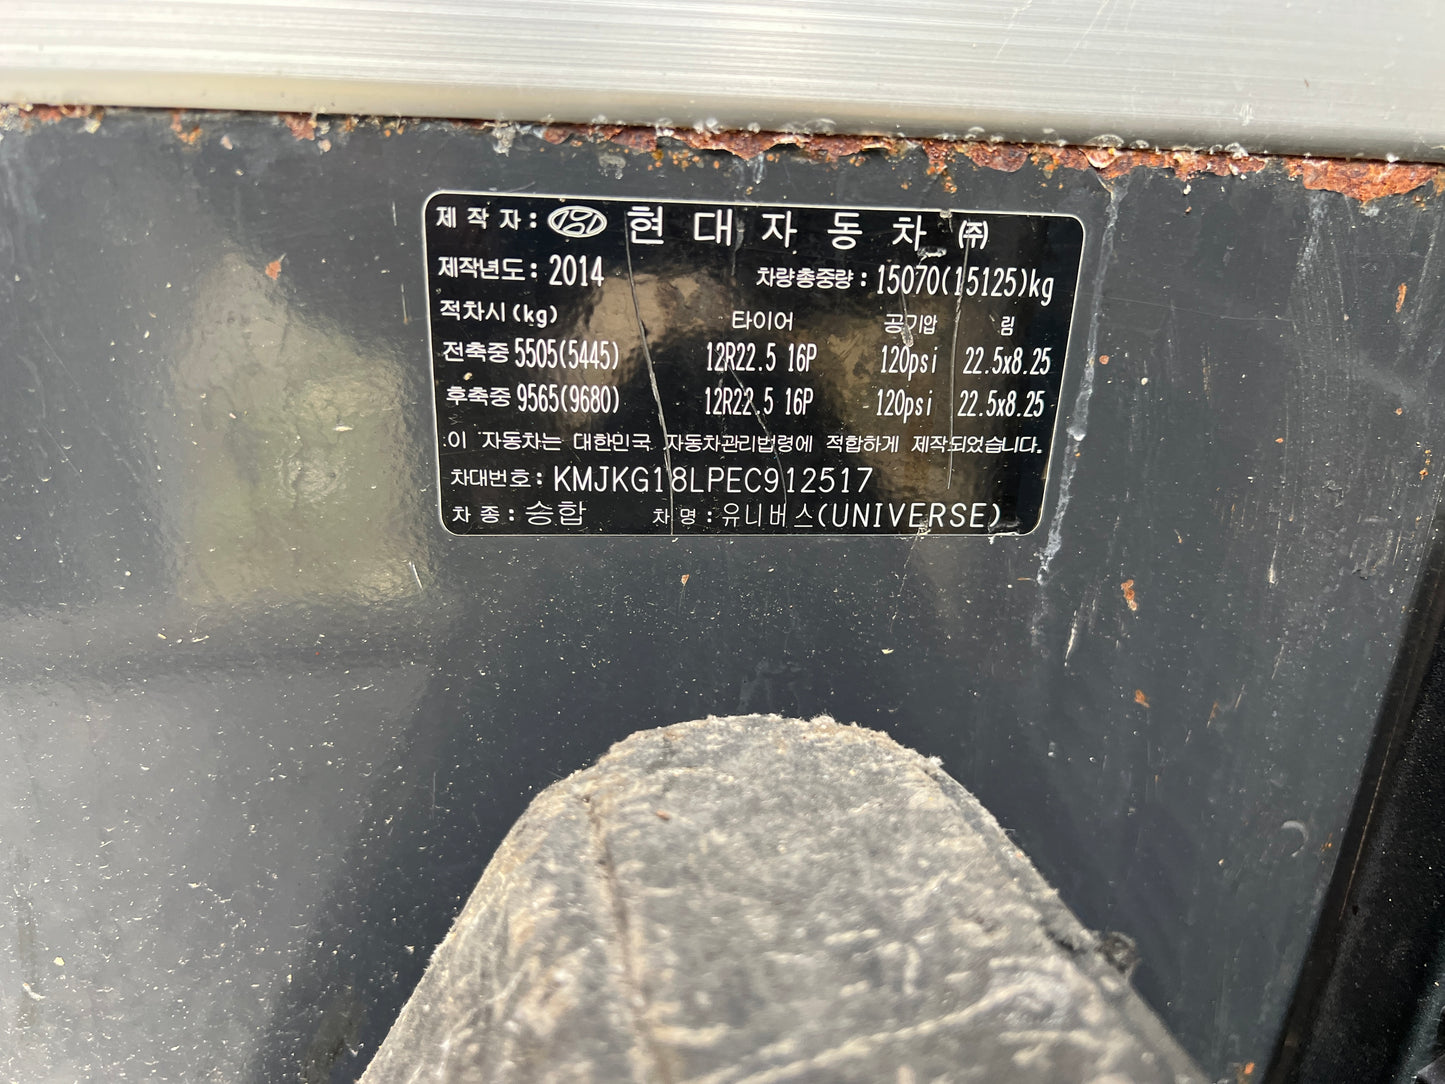 제 작 자 : 현 대 자 동 차 ㈜
제작년도 : 2014 차량총중량 : 15070(15125)kg
적차시(kg) 타이어 공기압 림
전축중 5505(5445) 12R22.5 16P 120psi 22.5x8.25
후축중 9565(9680) 12R22.5 16P 120psi 22.5x8.25
이 자동차는 대한민국 자동차관리법령에 적합하게 제작되었습니다.
차대번호 : KMJKG18LPEC912517
차 종 : 승합 차 명 : 유니버스(UNIVERSE)